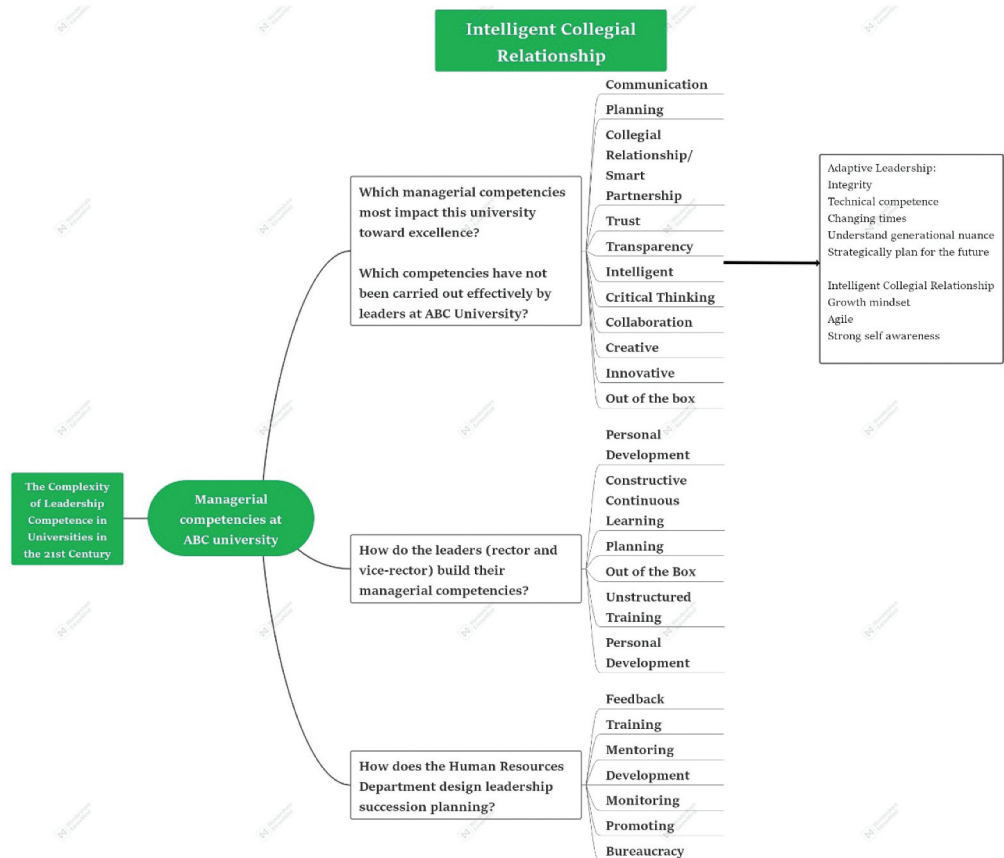 Intelligent Collegial
Relationship
Communication
Planning
Collegial
Relationship/
Smart
Partnership
Trust
Transparency
Intelligent
Critical Thinking
Collaboration
Creative
Innovative
Out of the box
Which managerial competencies
most impact this university
toward excellence?
Which competencies have not
been carried out effectively by
leaders at ABC University?
Adaptive Leadership:
Integrity
Technical competence
Changing times
Understand generational nuance
Strategically plan for the future
Intelligent Collegial Relationship
Growth mindset
Agile
Strong self awareness
The Complexity
of Leadership
Competence in
Universities in
the 21st Century
Managerial
competencies at
ABC university
How do the leaders (rector and
vice-rector) build their
managerial competencies?
Personal
Development
Constructive
Continuous
Learning
Planning
Out of the Box
Unstructured
Training
Personal
Development
How does the Human Resources
Department design leadership
succession planning?
Feedback
Training
Mentoring
Development
Monitoring
Promoting
Bureaucracy